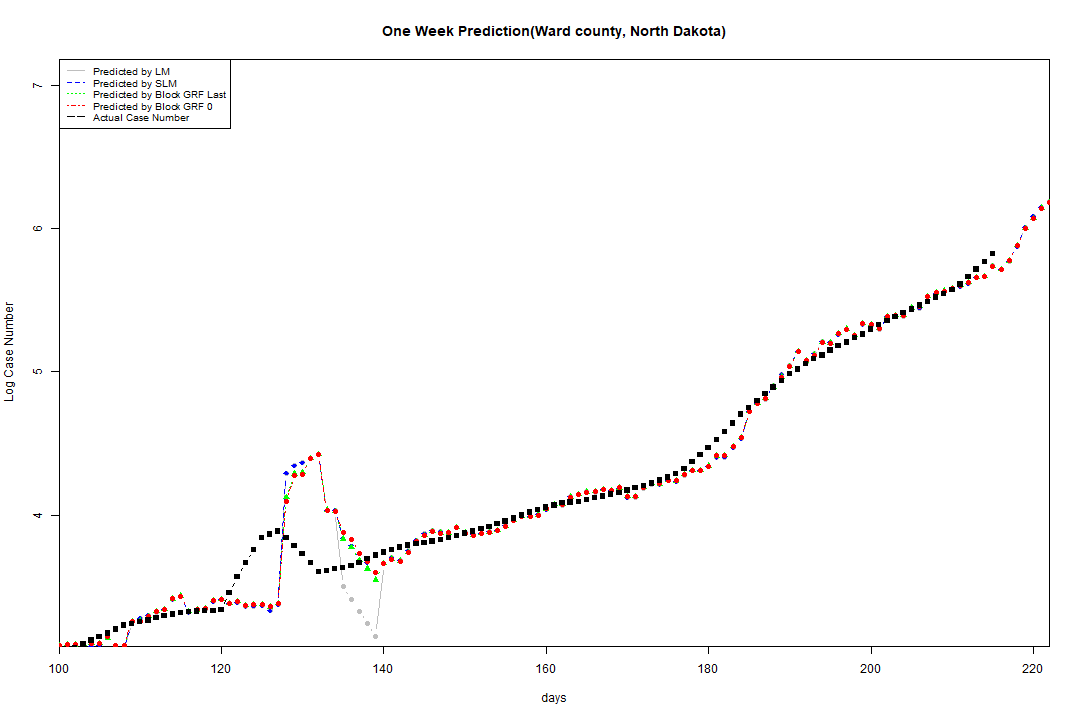 One Week Prediction(Ward county, North Dakota)
Predicted by LM
Predicted by SLM
Predicted by Block GRF Last
Predicted by Block GRF 0
Actual Case Number
7
6
5
4
Log Case Number
100 120 140 160 180 200 220
days